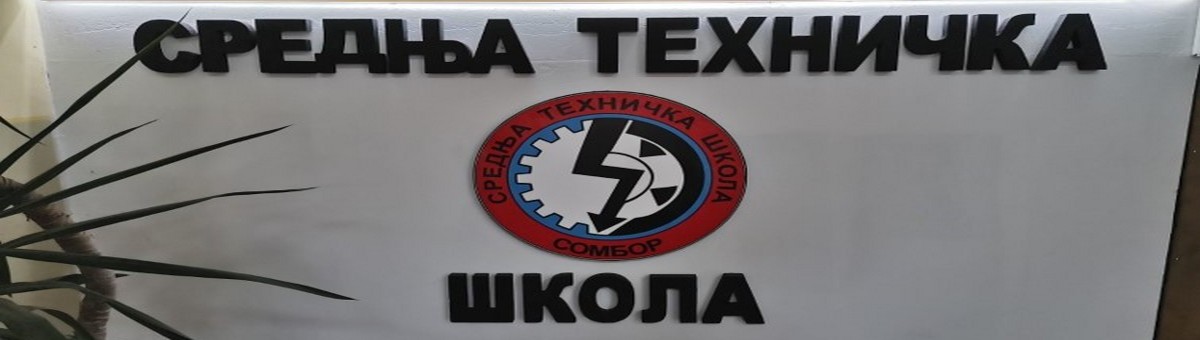 СРЕДЊА ТЕХНИЧКА
СРЕДЊА ТЕХНИЧКА ШКОЛА
СОМБОР
ШКОЛА